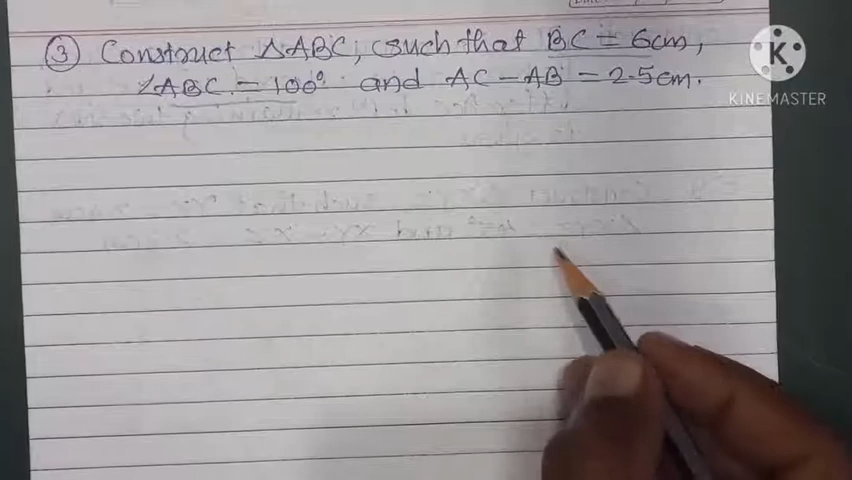 ③ Construct △ABC, such that BC = 6cm,
∠ABC = 100° and AC - AB = 2.5cm.
K
KINEMASTER